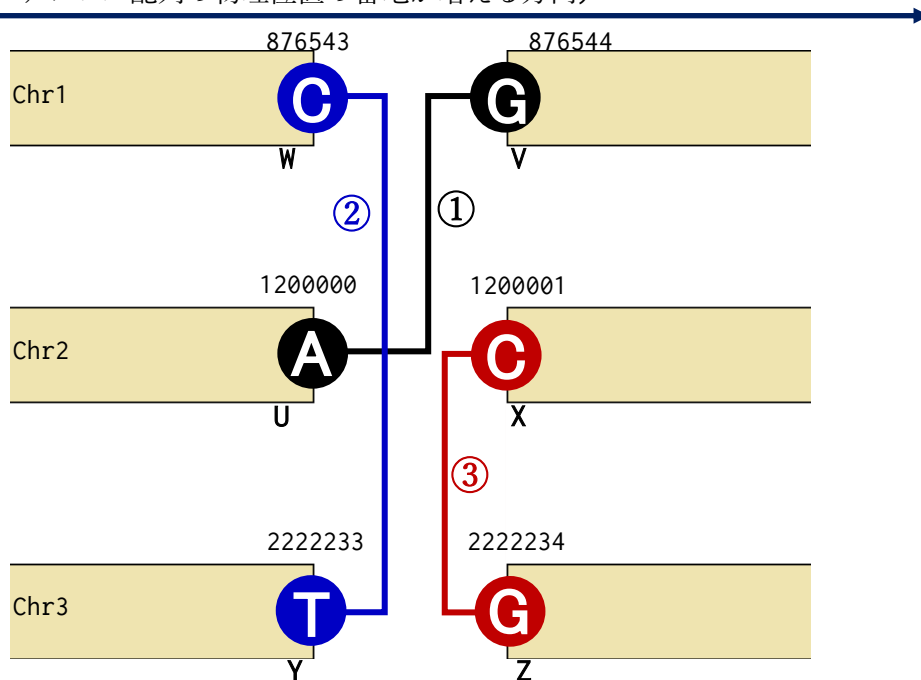 876543 876544
Chr1 C G
W V
② ①
1200000 1200001
Chr2 A C
U X
③
2222233 2222234
Chr3 T G
Y Z